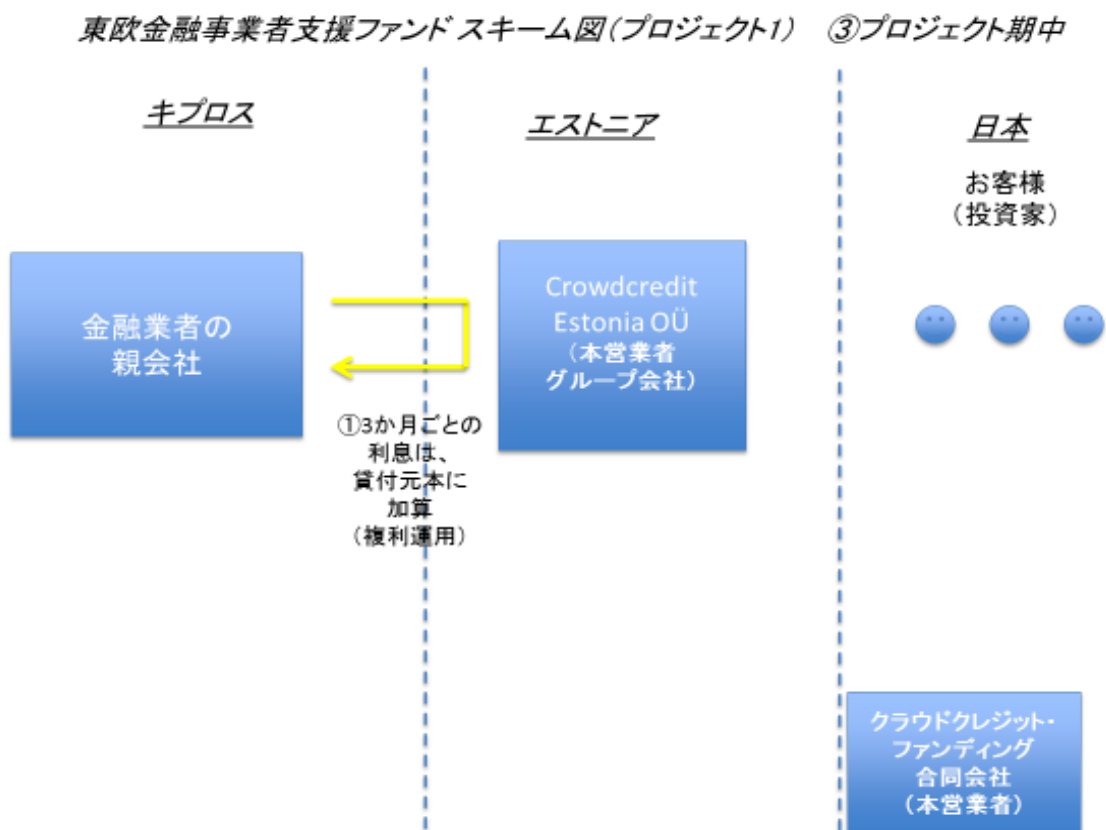 東欧金融事業者支援ファンド スキーム図(プロジェクト1) ③プロジェクト期中
キプロス
エストニア
日本
お客様
(投資家)
金融業者の
親会社
Crowdcredit
Estonia OÜ
(本営業者
グループ会社)
①3か月ごとの
利息は、
貸付元本に
加算
(複利運用)
クラウドクレジット・
ファンディング
合同会社
(本営業者)